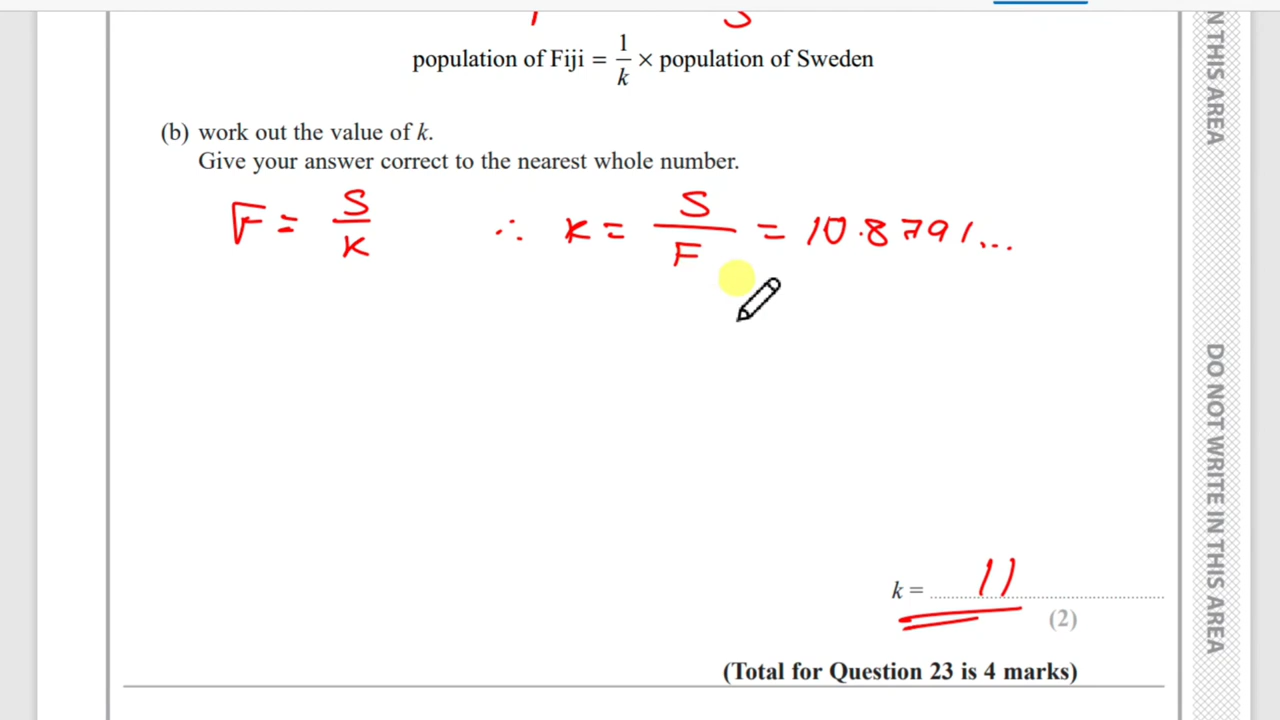 population of Fiji = 1/k × population of Sweden
(b) work out the value of k.
Give your answer correct to the nearest whole number.
F = S/K ∴ K = S/F = 10.8791...
k = 11
(2)
(Total for Question 23 is 4 marks)
N THIS AREA
DO NOT WRITE IN THIS AREA